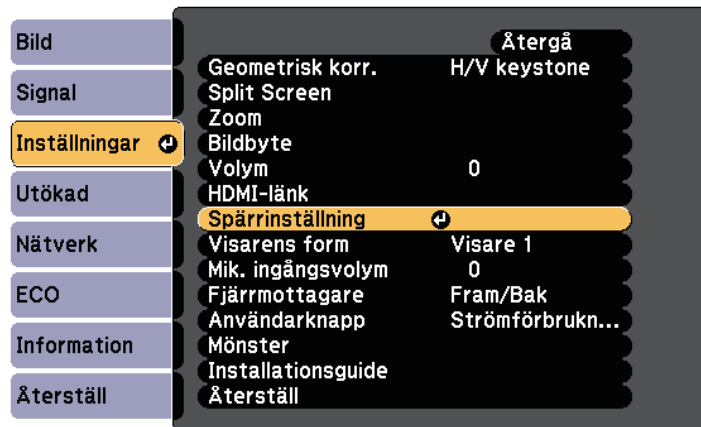 Bild
Signal
Inställningar
Utökad
Nätverk
ECO
Information
Återställ
Återgå
Geometrisk korr. H/V keystone
Split Screen
Zoom
Bildbyte
Volym 0
HDMI-länk
Spärrinställning
Visarens form Visare 1
Mik. ingångsvolym 0
Fjärrmottagare Fram/Bak
Användarknapp Strömförbrukn...
Mönster
Installationsguide
Återställ